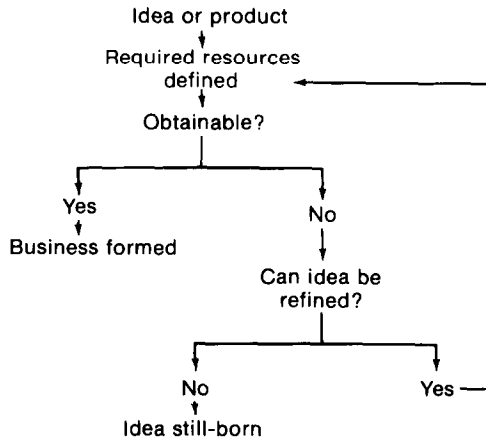 Idea or product
Required resources
defined
Obtainable?
Yes
No
Business formed
Can idea be
refined?
No
Yes
Idea still-born